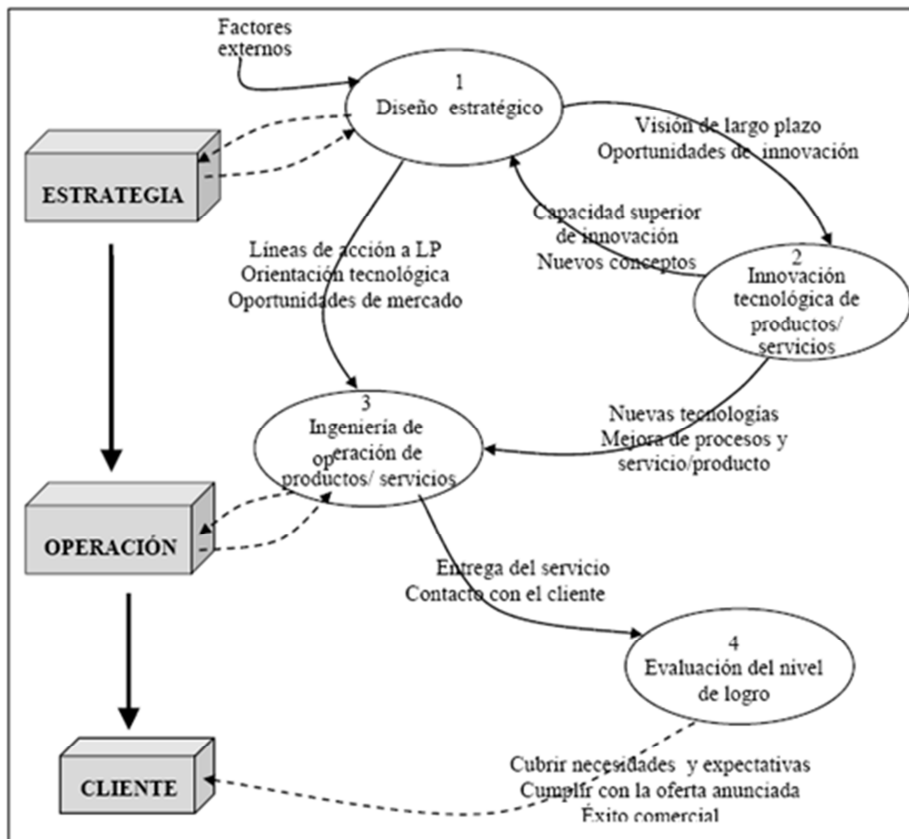 Factores
externos
1
Diseño estratégico
Visión de largo plazo
Oportunidades de innovación
ESTRATEGIA
Capacidad superior
de innovación
Nuevos conceptos
Líneas de acción a LP
Orientación tecnológica
Oportunidades de mercado
2
Innovación
tecnológica de
productos/
servicios
3
Ingeniería de
operación de
productos/ servicios
Nuevas tecnologías
Mejora de procesos y
servicio/producto
OPERACIÓN
Entrega del servicio
Contacto con el cliente
4
Evaluación del nivel
de logro
CLIENTE
Cubrir necesidades y expectativas
Cumplir con la oferta anunciada
Éxito comercial